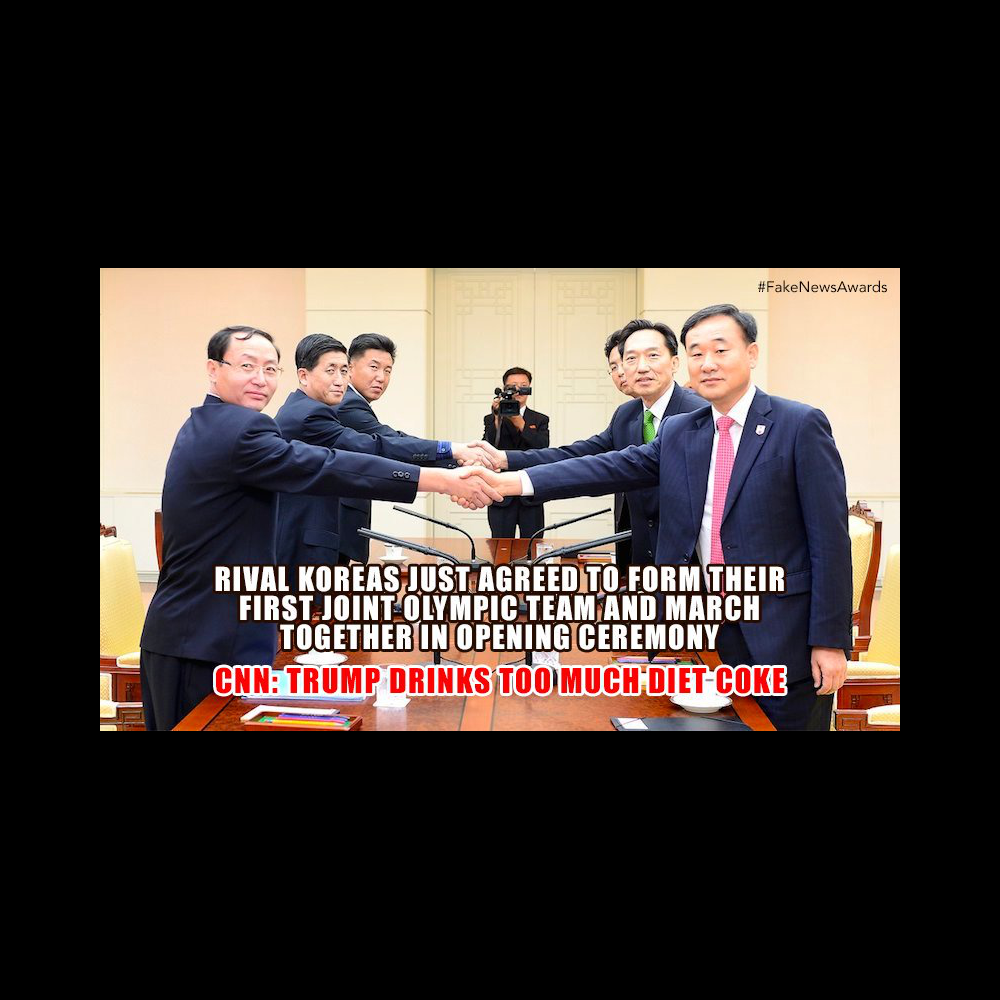 #FakeNewsAwards
RIVAL KOREAS JUST AGREED TO FORM THEIR
FIRST JOINT OLYMPIC TEAM AND MARCH
TOGETHER IN OPENING CEREMONY
CNN: TRUMP DRINKS TOO MUCH DIET COKE